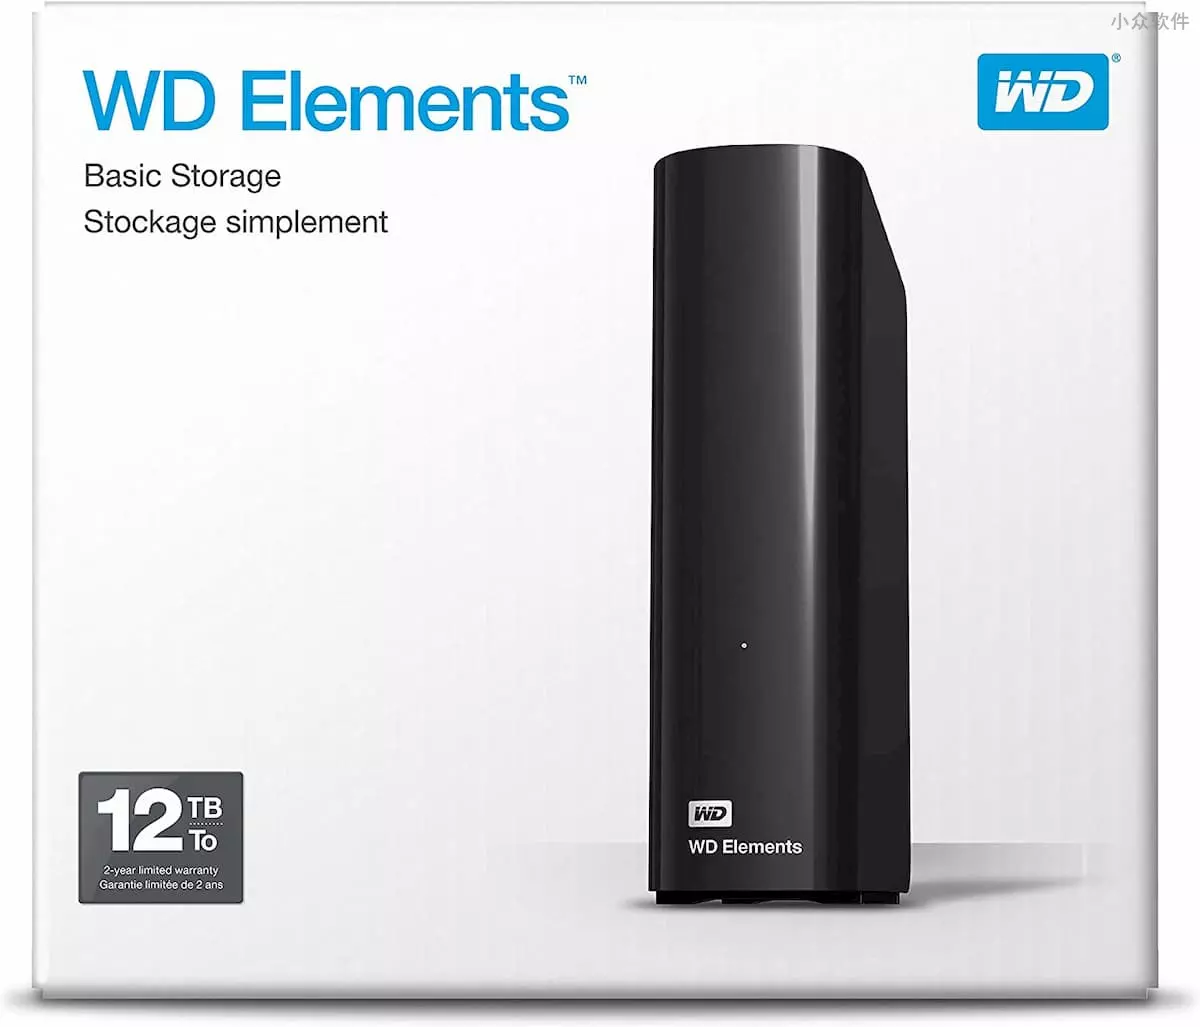 小众软件
WD Elements™
WD®
Basic Storage
Stockage simplement
WD
WD Elements
12 TB
To
2-year limited warranty
Garantie limitée de 2 ans